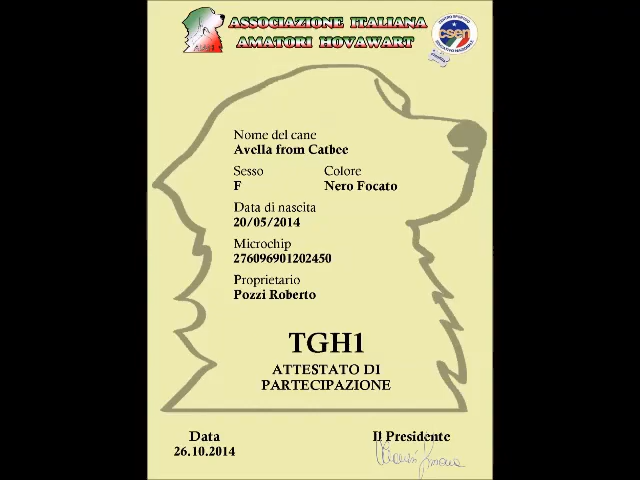 ASSOCIAZIONE ITALIANA
AMATORI HOVAWART
csen
Nome del cane
Avella from Catbee
Sesso Colore
F Nero Focato
Data di nascita
20/05/2014
Microchip
276096901202450
Proprietario
Pozzi Roberto
TGH1
ATTESTATO DI
PARTECIPAZIONE
Data Il Presidente
26.10.2014